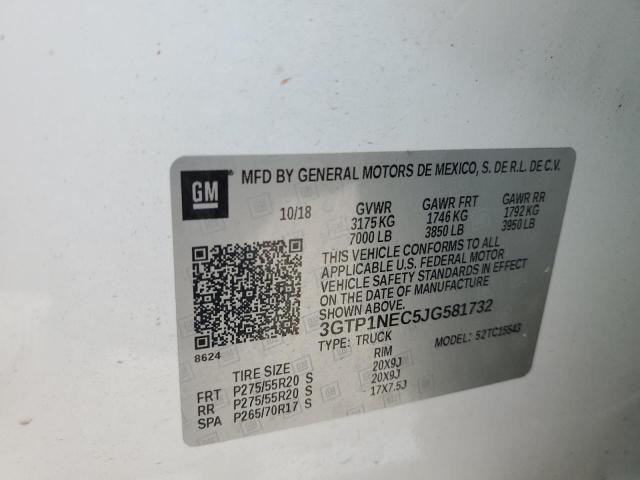 GM MFD BY GENERAL MOTORS DE MEXICO, S. DE R.L. DE C.V.
10/18 GVWR GAWR FRT GAWR RR
3175 KG 1746 KG 1792 KG
7000 LB 3850 LB 3950 LB
THIS VEHICLE CONFORMS TO ALL
APPLICABLE U.S. FEDERAL MOTOR
VEHICLE SAFETY STANDARDS IN EFFECT
ON THE DATE OF MANUFACTURE
SHOWN ABOVE.
3GTP1NEC5JG581732
8624 TYPE: TRUCK MODEL: 52TC15543
TIRE SIZE RIM
FRT P275/55R20 S 20X9J
RR P275/55R20 S 20X9J
SPA P265/70R17 S 17X7.5J